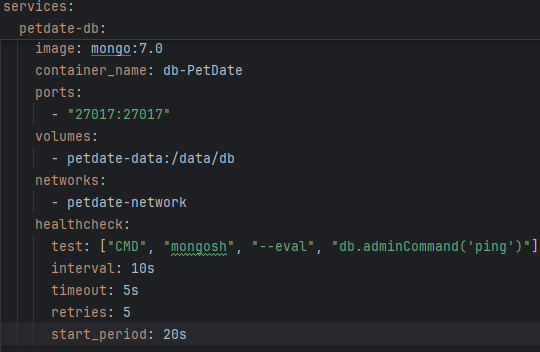 services:
  petdate-db:
    image: mongo:7.0
    container_name: db-PetDate
    ports:
      - "27017:27017"
    volumes:
      - petdate-data:/data/db
    networks:
      - petdate-network
    healthcheck:
      test: ["CMD", "mongosh", "--eval", "db.adminCommand('ping')"]
      interval: 10s
      timeout: 5s
      retries: 5
      start_period: 20s